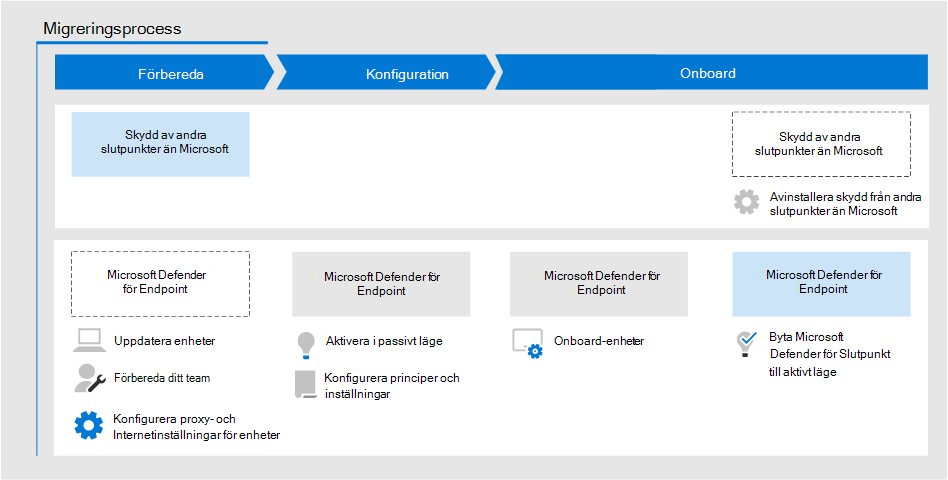 Migreringsprocess
Förbereda
Konfiguration
Onboard
Skydd av andra
slutpunkter än Microsoft
Skydd av andra
slutpunkter än Microsoft
Avinstallera skydd från andra
slutpunkter än Microsoft
Microsoft Defender
för Endpoint
Uppdatera enheter
Förbereda ditt team
Konfigurera proxy- och
Internetinställningar för enheter
Microsoft Defender för
Endpoint
Aktivera i passivt läge
Konfigurera principer och
inställningar
Microsoft Defender för
Endpoint
Onboard-enheter
Microsoft Defender för
Endpoint
Byta Microsoft
Defender för Slutpunkt
till aktivt läge